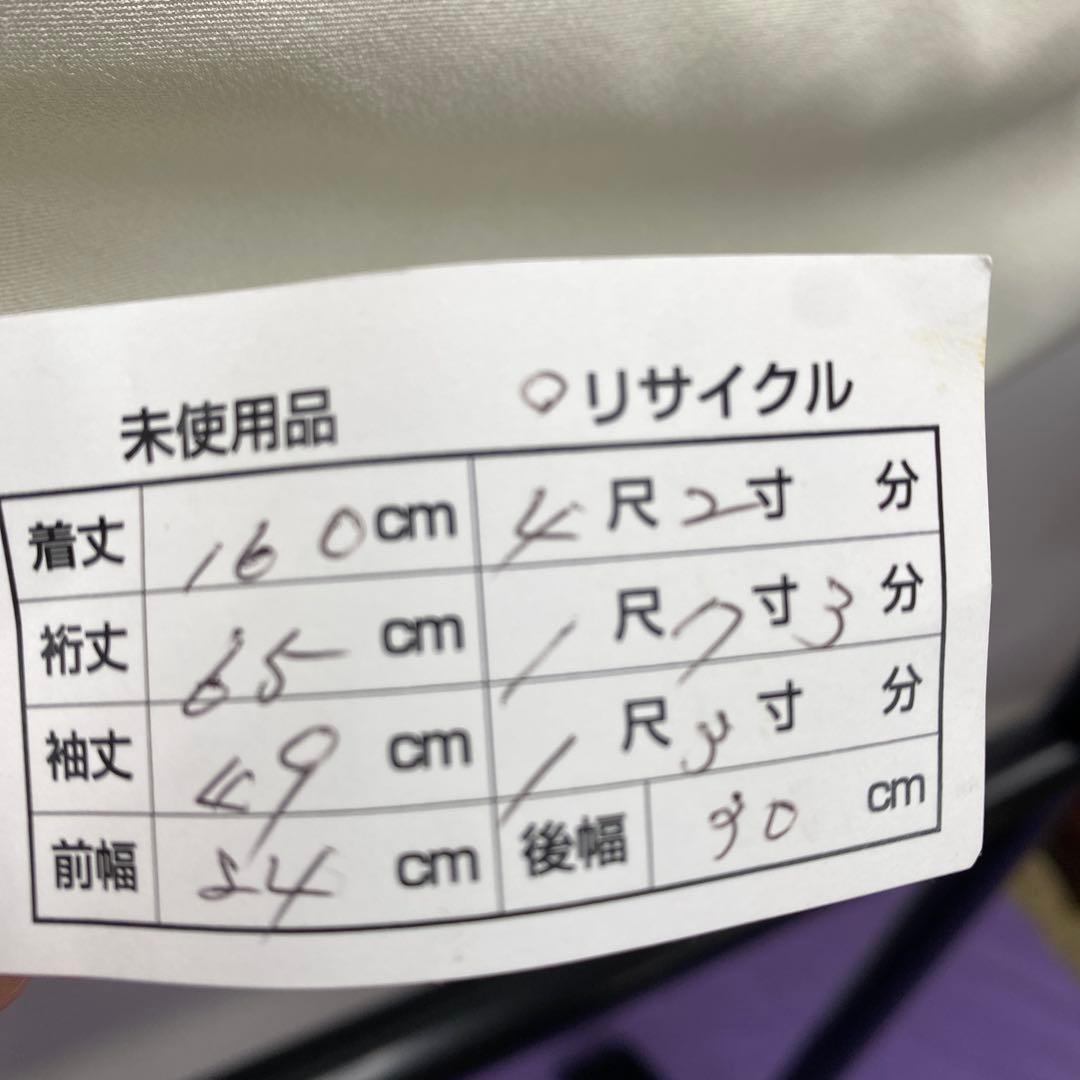 未使用品 ○リサイクル
着丈 160 cm 4 尺 2 寸 分
裄丈 65 cm 1 尺 7 寸 3 分
袖丈 49 cm 1 尺 3 寸 分
前幅 24 cm 後幅 30 cm